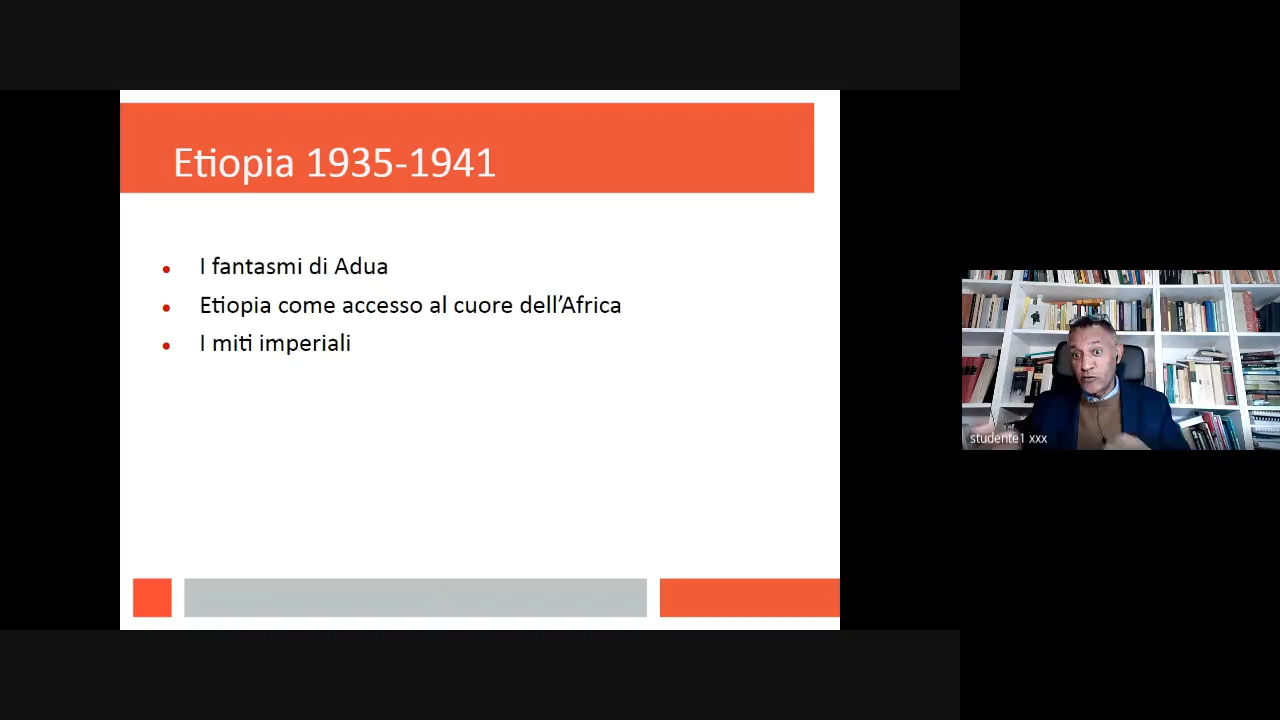 Etiopia 1935-1941
I fantasmi di Adua
Etiopia come accesso al cuore dell’Africa
I miti imperiali
studente1 xxx